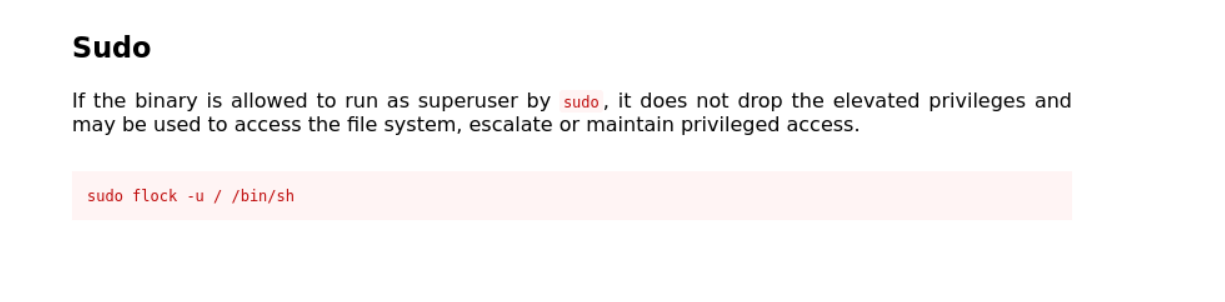 Sudo
If the binary is allowed to run as superuser by sudo, it does not drop the elevated privileges and
may be used to access the file system, escalate or maintain privileged access.
sudo flock -u / /bin/sh